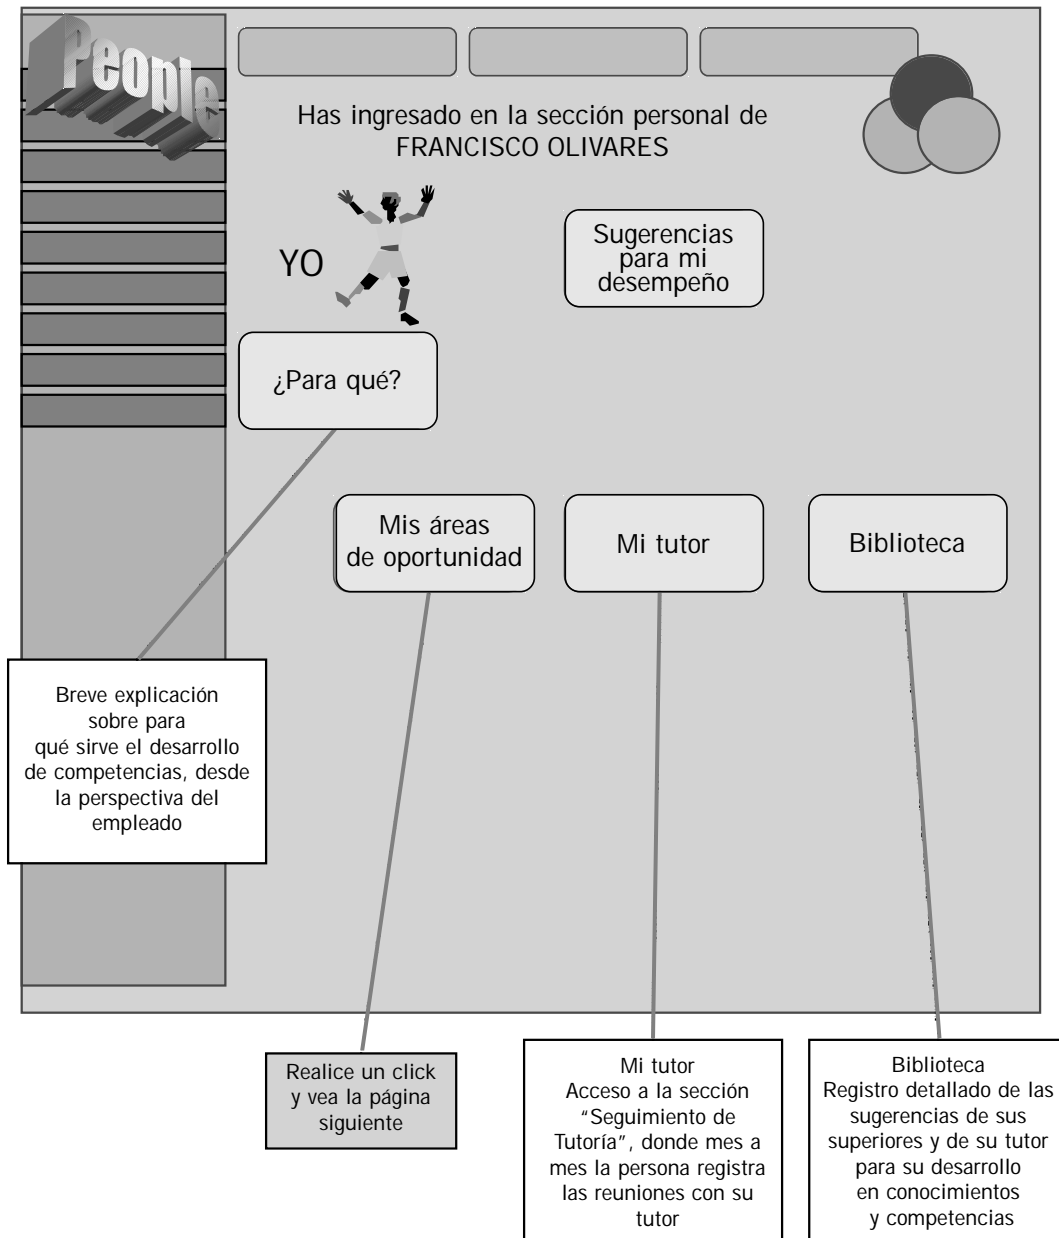 People
Has ingresado en la sección personal de
FRANCISCO OLIVARES
YO
Sugerencias
para mi
desempeño
¿Para qué?
Mis áreas
de oportunidad
Mi tutor
Biblioteca
Breve explicación
sobre para
qué sirve el desarrollo
de competencias, desde
la perspectiva del
empleado
Realice un click
y vea la página
siguiente
Mi tutor
Acceso a la sección
“Seguimiento de
Tutoría”, donde mes a
mes la persona registra
las reuniones con su
tutor
Biblioteca
Registro detallado de las
sugerencias de sus
superiores y de su tutor
para su desarrollo
en conocimientos
y competencias